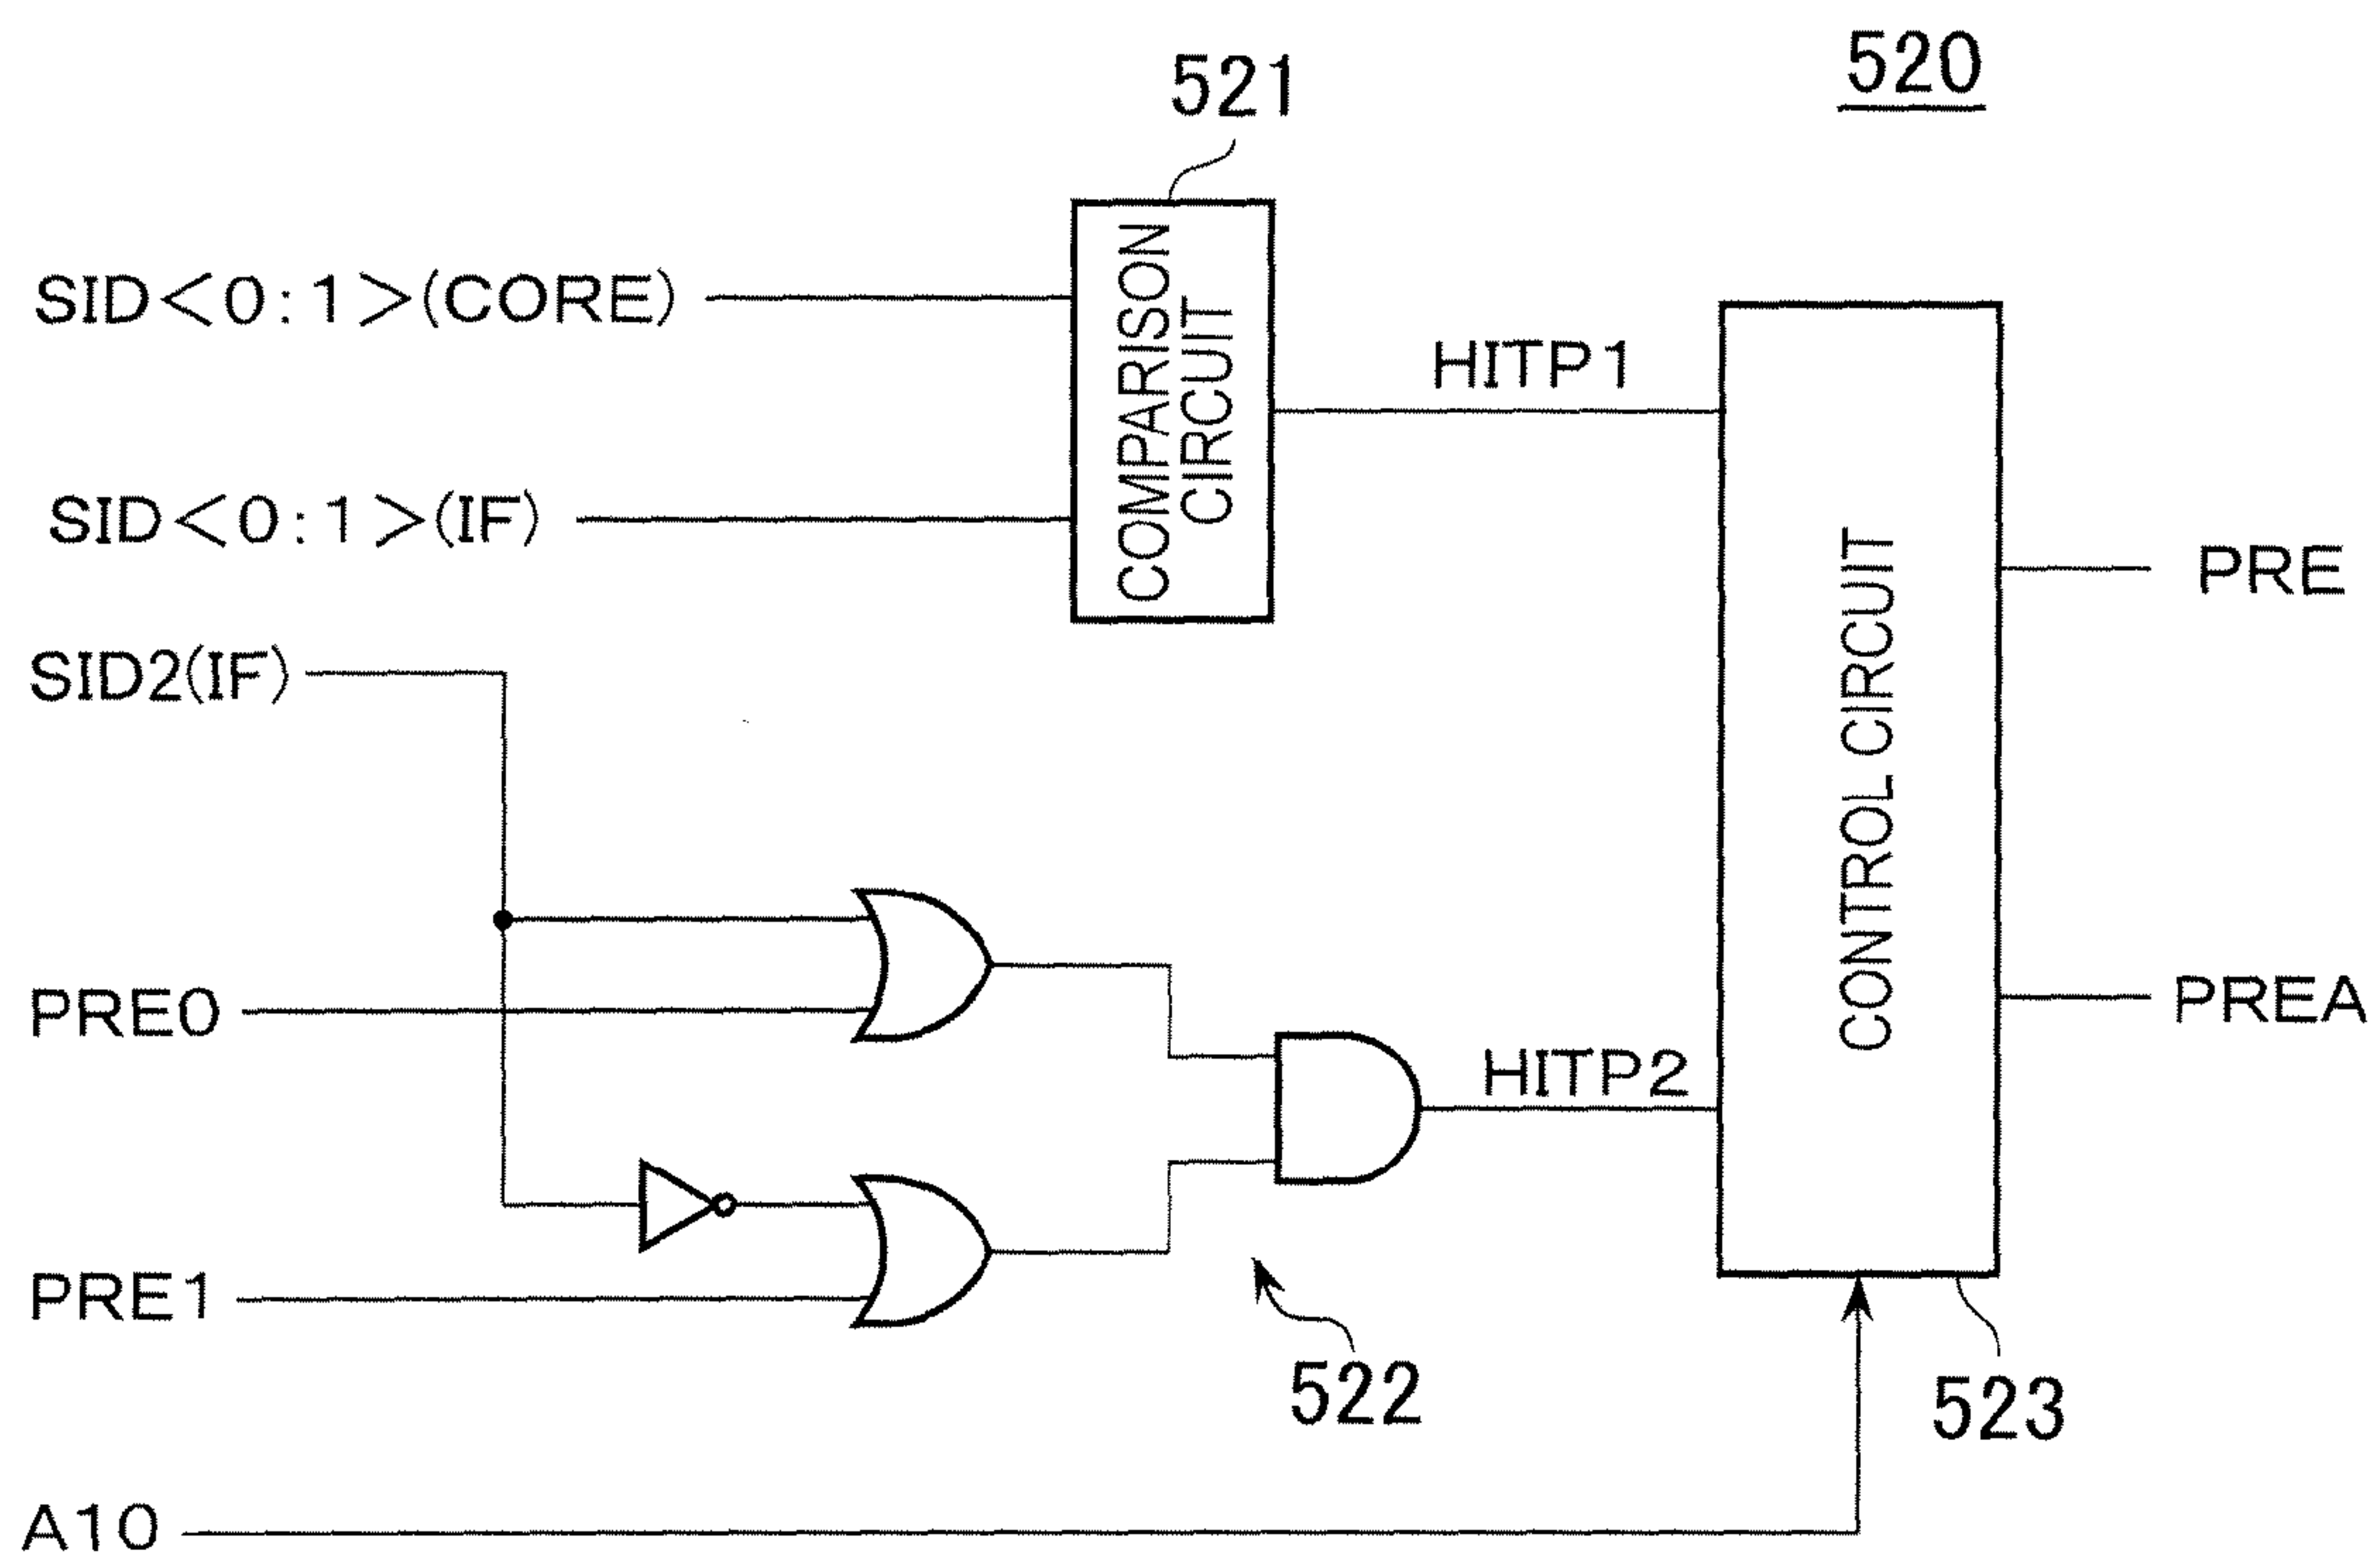 520
521
SID<0:1>(CORE)
COMPARISON
CIRCUIT
HITP1
SID<0:1>(IF)
CONTROL CIRCUIT
PRE
SID2(IF)
PRE0
PREA
HITP2
PRE1
522
523
A10